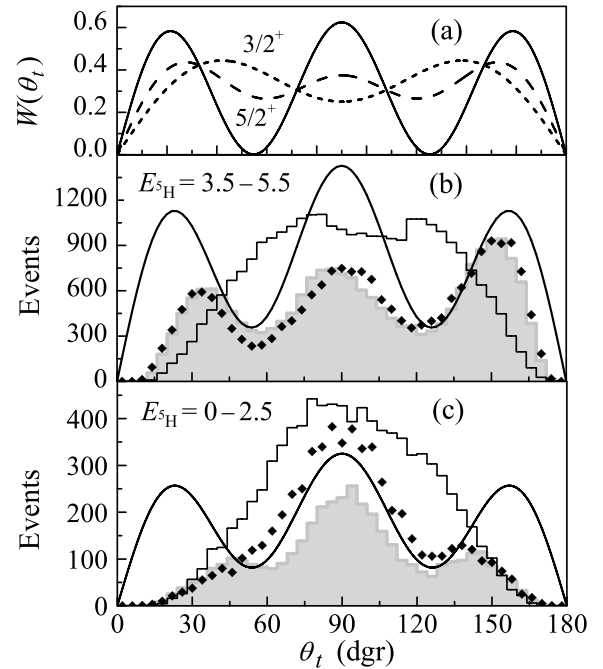 W(θt)
0.6
0.4
0.2
0.0
3/2+
5/2+
(a)
Events
1200
900
600
300
0
E5H = 3.5 – 5.5
(b)
Events
400
300
200
100
0
E5H = 0 – 2.5
(c)
0 30 60 90 120 150 180
θt (dgr)